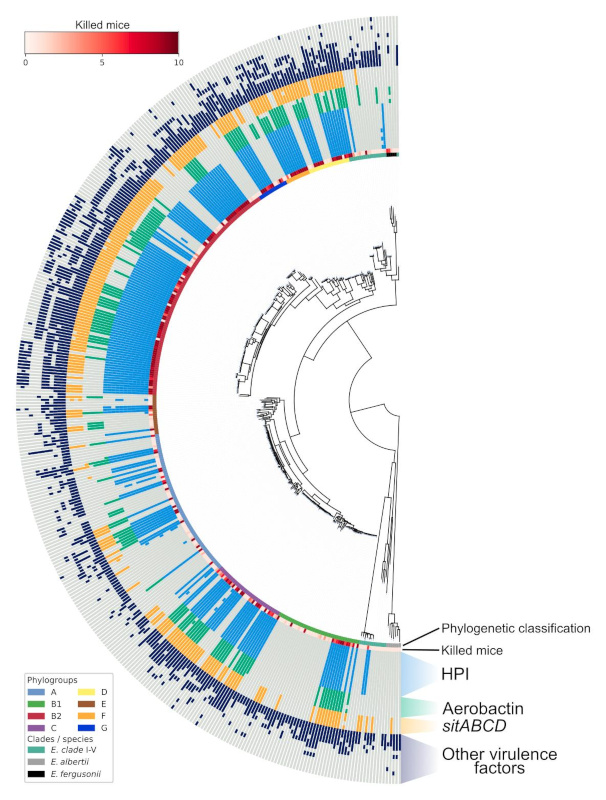 Killed mice
0 5 10
Phylogenetic classification
Killed mice
HPI
Aerobactin
sitABCD
Other virulence
factors
Phylogroups
A D
B1 E
B2 F
C G
Clades / species
E. clade I-V
E. albertii
E. fergusonii